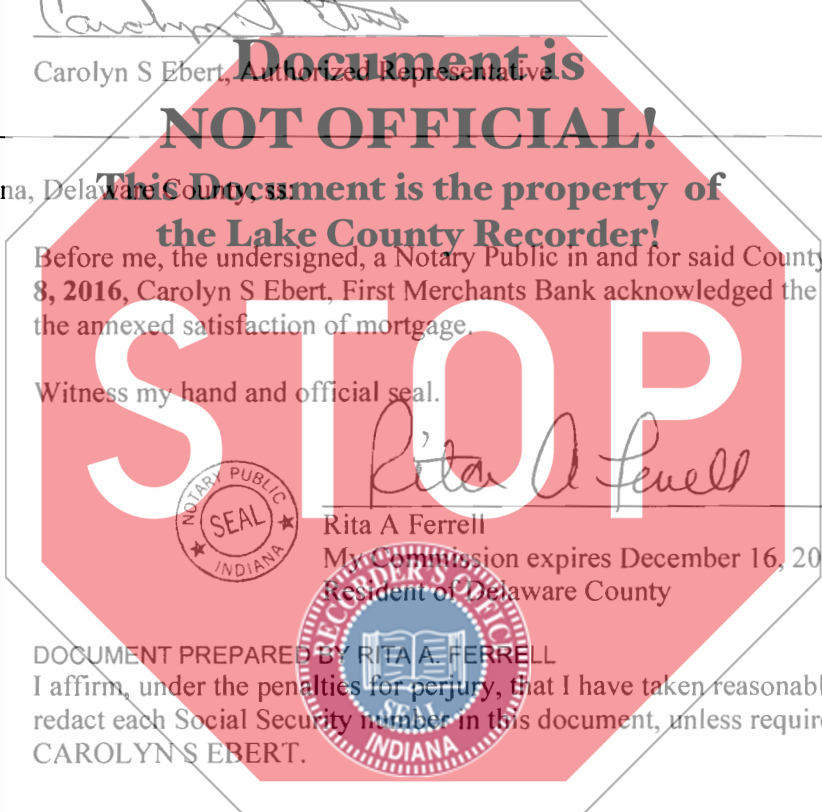 Carolyn S Ebert
Carolyn S Ebert, Authorized Representative
Document is
NOT OFFICIAL!
na, Delaware County, ss:
This Document is the property of
the Lake County Recorder!
Before me, the undersigned, a Notary Public in and for said County
8, 2016, Carolyn S Ebert, First Merchants Bank acknowledged the
the annexed satisfaction of mortgage.
STOP
Witness my hand and official seal.
Rita A Ferrell
NOTARY PUBLIC
SEAL
INDIANA
Rita A Ferrell
My Commission expires December 16, 20
Resident of Delaware County
RECORDER'S OFFIC
SEAL
INDIANA
DOCUMENT PREPARED BY RITA A. FERRELL
I affirm, under the penalties for perjury, that I have taken reasonabl
redact each Social Security number in this document, unless require
CAROLYN S EBERT.